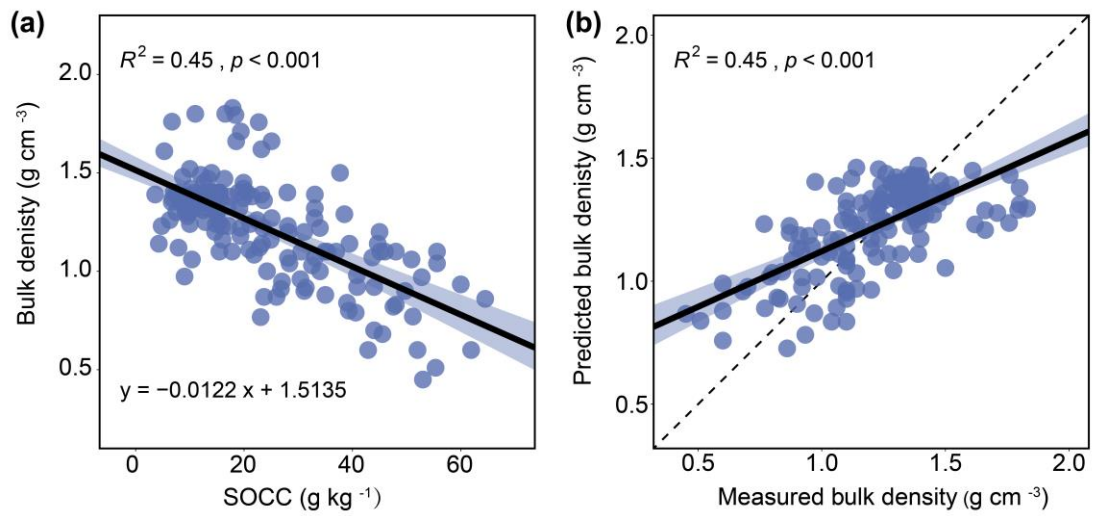 (a)
R² = 0.45 , p < 0.001
y = −0.0122 x + 1.5135
Bulk denisty (g cm ⁻³)
2.0
1.5
1.0
0.5
0
20
40
60
SOCC (g kg ⁻¹)
(b)
R² = 0.45 , p < 0.001
Predicted bulk denisty (g cm ⁻³)
2.0
1.5
1.0
0.5
0.5
1.0
1.5
2.0
Measured bulk density (g cm ⁻³)